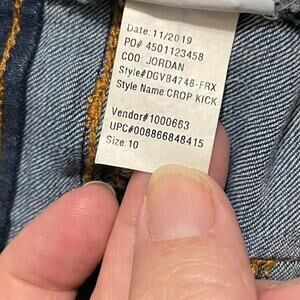 Date: 11/2019
PO# 4501123458
COO: JORDAN
Style#DGVB4746-FRX
Style Name:CROP KICK
Vendor#1000663
UPC#008866848415
Size:10